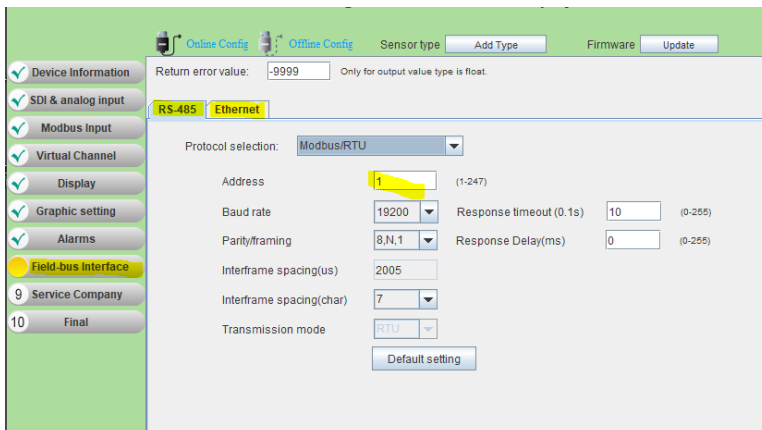 Online Config Offline Config Sensor type Add Type Firmware Update
Return error value: -9999 Only for output value type is float.
Device Information
SDI & analog input
Modbus Input
Virtual Channel
Display
Graphic setting
Alarms
Field-bus Interface
9 Service Company
10 Final
RS-485 Ethernet
Protocol selection: Modbus/RTU
Address 1 (1-247)
Baud rate 19200 Response timeout (0.1s) 10 (0-255)
Parity/framing 8,N,1 Response Delay(ms) 0 (0-255)
Interframe spacing(us) 2005
Interframe spacing(char) 7
Transmission mode RTU
Default setting